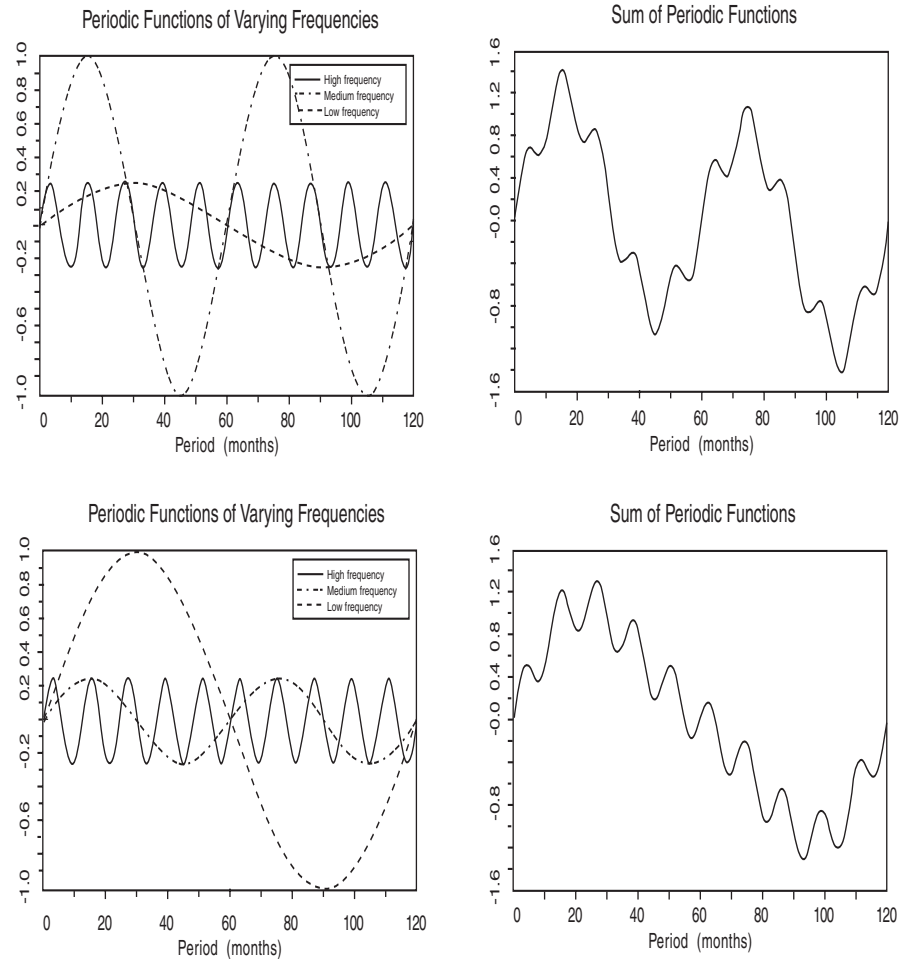 Periodic Functions of Varying Frequencies
1.0
0.8
0.6
0.4
0.2
-0.2
-0.6
-1.0
High frequency
Medium frequency
Low frequency
0 20 40 60 80 100 120
Period (months)
Sum of Periodic Functions
1.6
1.2
0.8
0.4
-0.0
-0.8
-1.6
0 20 40 60 80 100 120
Period (months)
Periodic Functions of Varying Frequencies
1.0
0.8
0.6
0.4
0.2
-0.2
-0.6
-1.0
High frequency
Medium frequency
Low frequency
0 20 40 60 80 100 120
Period (months)
Sum of Periodic Functions
1.6
1.2
0.8
0.4
-0.0
-0.8
-1.6
0 20 40 60 80 100 120
Period (months)